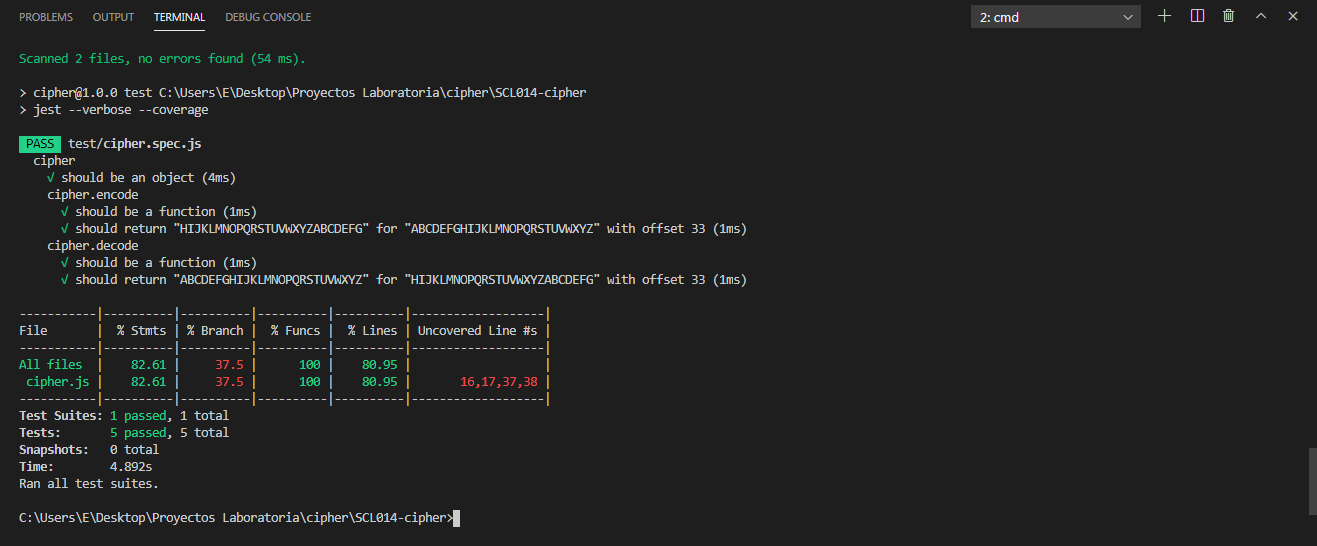 PROBLEMS OUTPUT TERMINAL DEBUG CONSOLE 2: cmd
Scanned 2 files, no errors found (54 ms).
> cipher@1.0.0 test C:\Users\E\Desktop\Proyectos Laboratoria\cipher\SCL014-cipher
> jest --verbose --coverage
PASS test/cipher.spec.js
cipher
√ should be an object (4ms)
cipher.encode
√ should be a function (1ms)
√ should return "HIJKLMNOPQRSTUVWXYZABCDEFG" for "ABCDEFGHIJKLMNOPQRSTUVWXYZ" with offset 33 (1ms)
cipher.decode
√ should be a function (1ms)
√ should return "ABCDEFGHIJKLMNOPQRSTUVWXYZ" for "HIJKLMNOPQRSTUVWXYZABCDEFG" with offset 33 (1ms)
-----------|----------|----------|----------|----------|-------------------|
File       |  % Stmts | % Branch |  % Funcs |  % Lines | Uncovered Line #s |
-----------|----------|----------|----------|----------|-------------------|
All files  |    82.61 |     37.5 |      100 |    80.95 |                   |
 cipher.js |    82.61 |     37.5 |      100 |    80.95 |       16,17,37,38 |
-----------|----------|----------|----------|----------|-------------------|
Test Suites: 1 passed, 1 total
Tests:       5 passed, 5 total
Snapshots:   0 total
Time:        4.892s
Ran all test suites.
C:\Users\E\Desktop\Proyectos Laboratoria\cipher\SCL014-cipher>